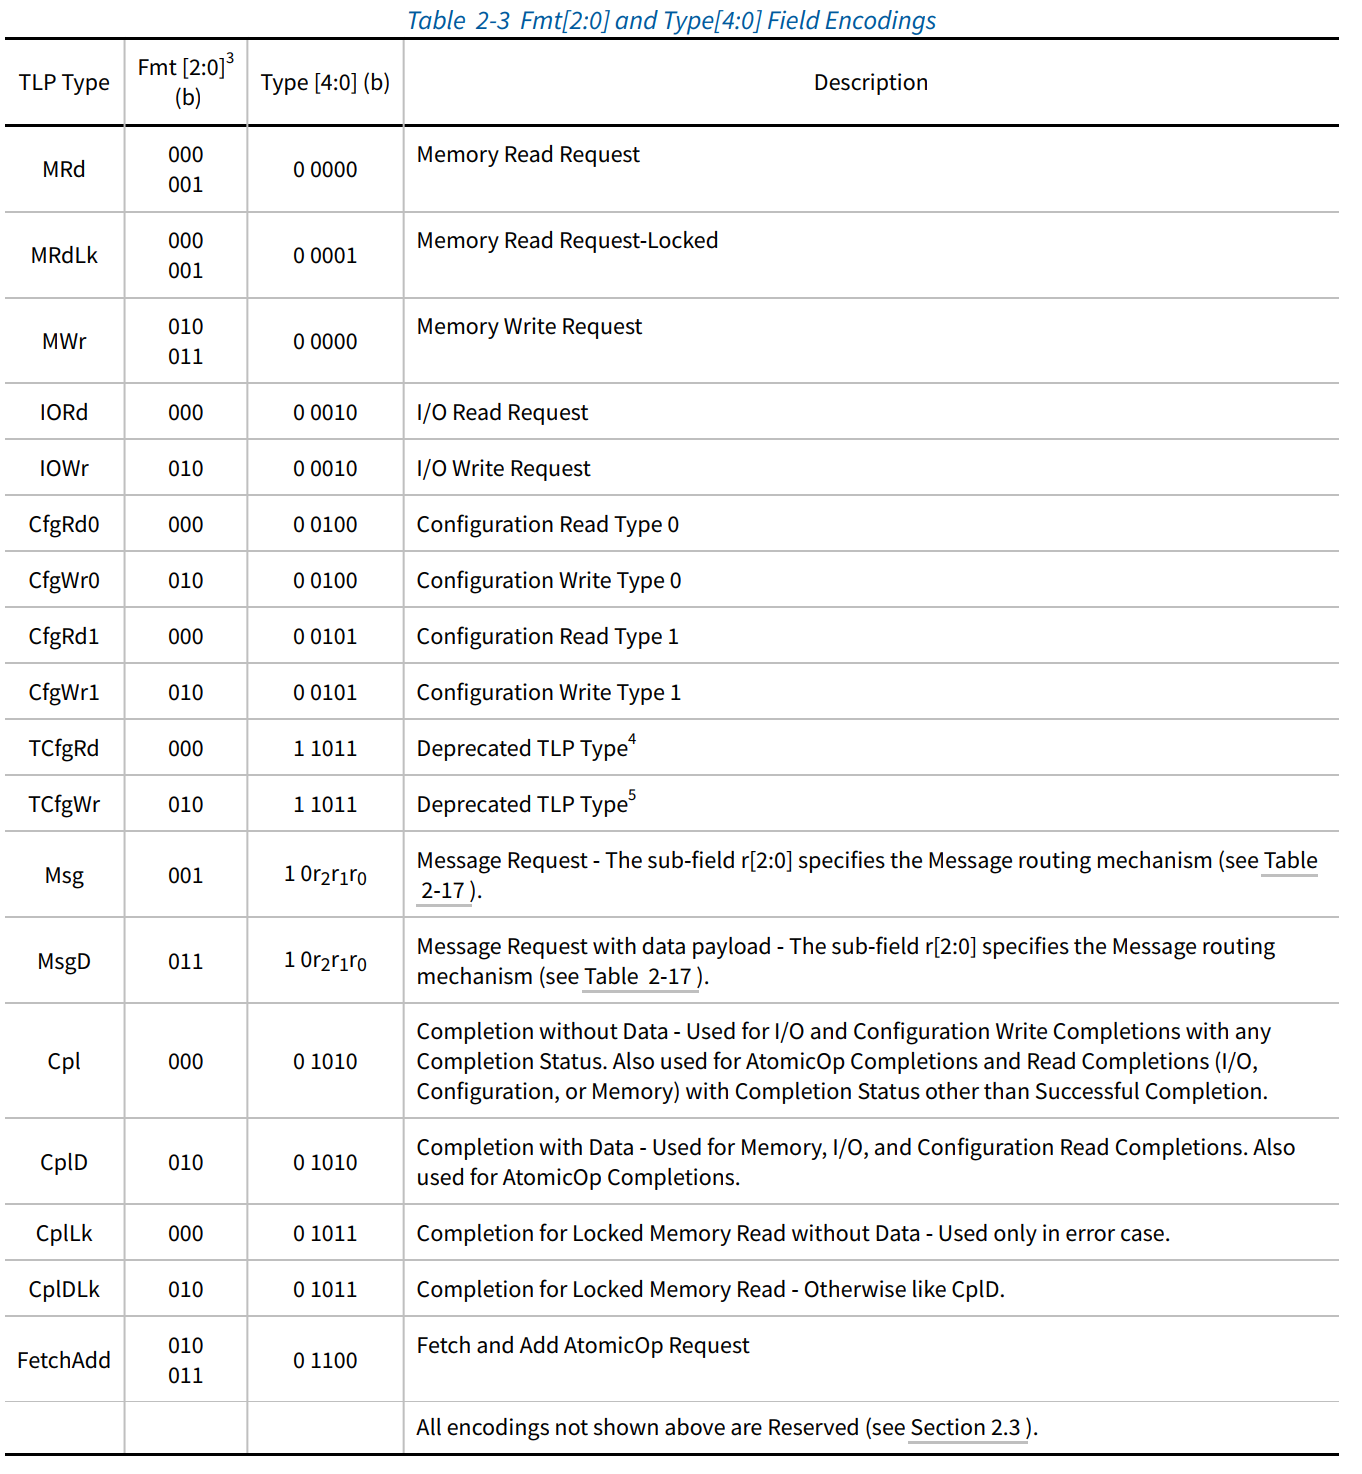 Table 2-3 Fmt[2:0] and Type[4:0] Field Encodings
TLP Type
Fmt [2:0]3
(b)
Type [4:0] (b)
Description
MRd
000
001
0 0000
Memory Read Request
MRdLk
000
001
0 0001
Memory Read Request-Locked
MWr
010
011
0 0000
Memory Write Request
IORd
000
0 0010
I/O Read Request
IOWr
010
0 0010
I/O Write Request
CfgRd0
000
0 0100
Configuration Read Type 0
CfgWr0
010
0 0100
Configuration Write Type 0
CfgRd1
000
0 0101
Configuration Read Type 1
CfgWr1
010
0 0101
Configuration Write Type 1
TCfgRd
000
1 1011
Deprecated TLP Type4
TCfgWr
010
1 1011
Deprecated TLP Type5
Msg
001
1 0r2r1r0
Message Request - The sub-field r[2:0] specifies the Message routing mechanism (see Table
2-17 ).
MsgD
011
1 0r2r1r0
Message Request with data payload - The sub-field r[2:0] specifies the Message routing
mechanism (see Table 2-17 ).
Cpl
000
0 1010
Completion without Data - Used for I/O and Configuration Write Completions with any
Completion Status. Also used for AtomicOp Completions and Read Completions (I/O,
Configuration, or Memory) with Completion Status other than Successful Completion.
CplD
010
0 1010
Completion with Data - Used for Memory, I/O, and Configuration Read Completions. Also
used for AtomicOp Completions.
CplLk
000
0 1011
Completion for Locked Memory Read without Data - Used only in error case.
CplDLk
010
0 1011
Completion for Locked Memory Read - Otherwise like CplD.
FetchAdd
010
011
0 1100
Fetch and Add AtomicOp Request
All encodings not shown above are Reserved (see Section 2.3 ).